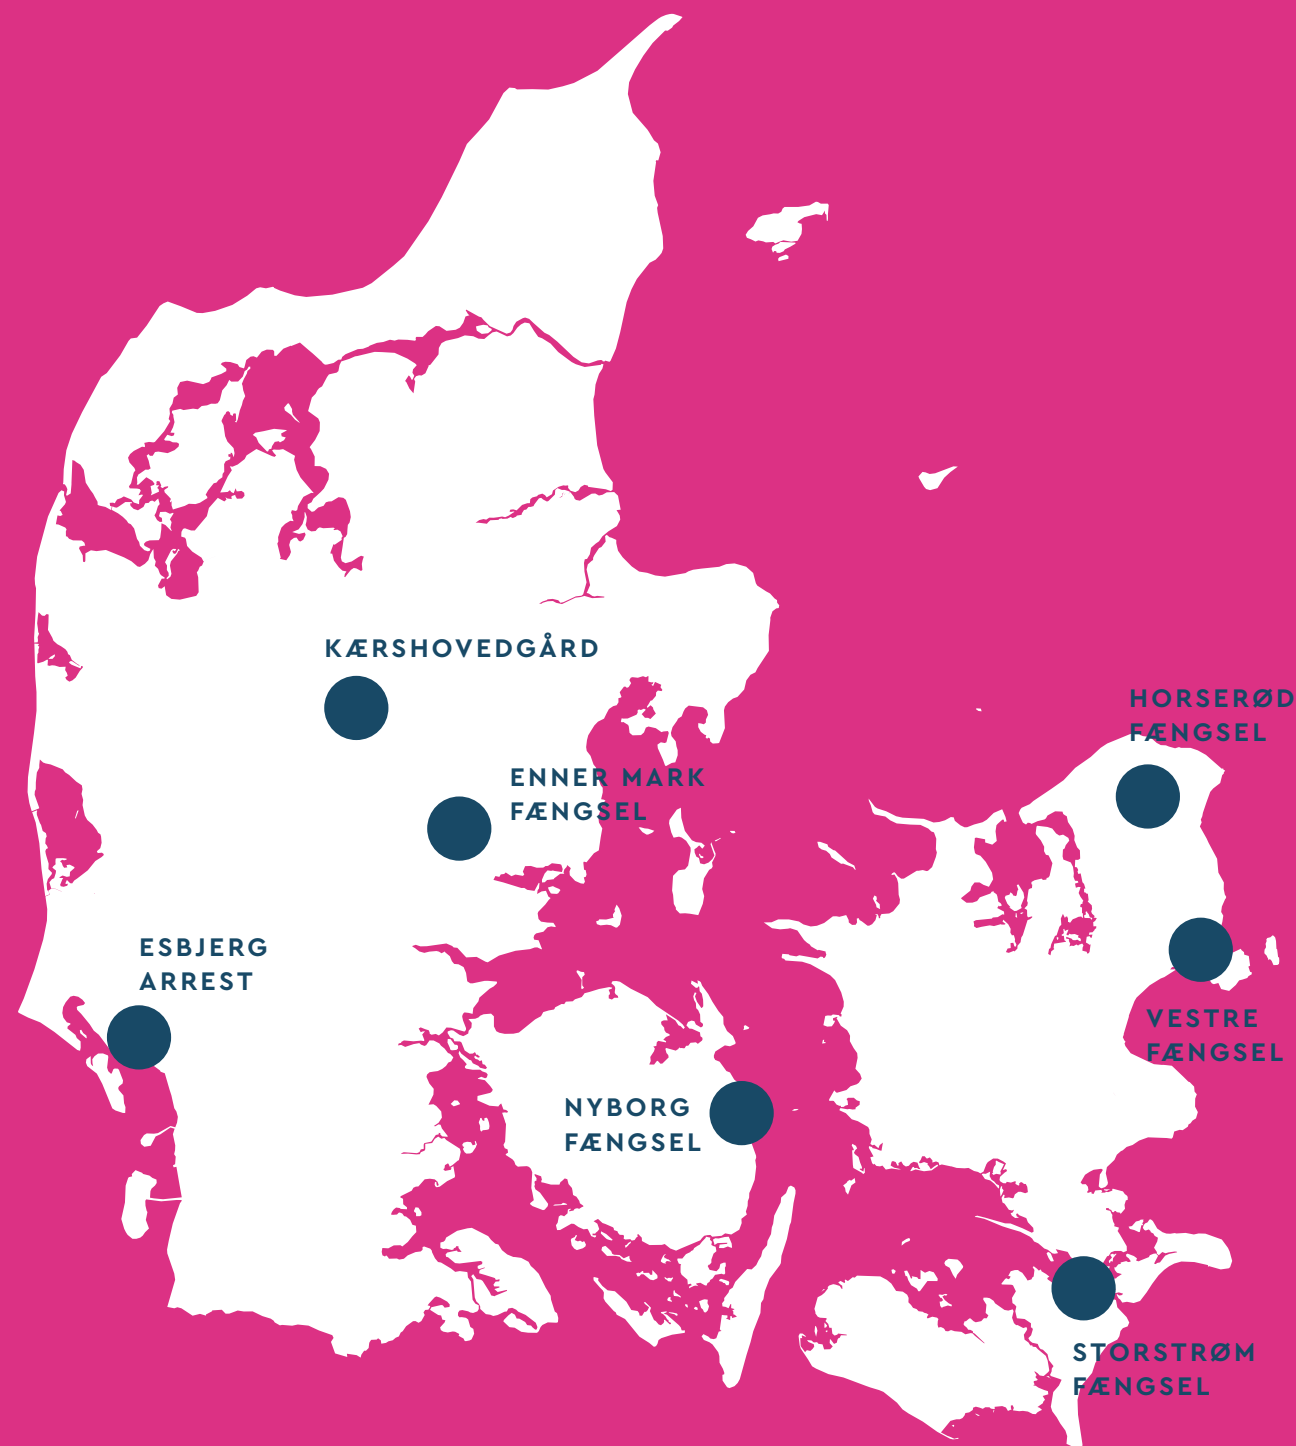 KÆRSHOVEDGÅRD
HORSERØD
FÆNGSEL
ENNER MARK
FÆNGSEL
ESBJERG
ARREST
VESTRE
FÆNGSEL
NYBORG
FÆNGSEL
STORSTRØM
FÆNGSEL